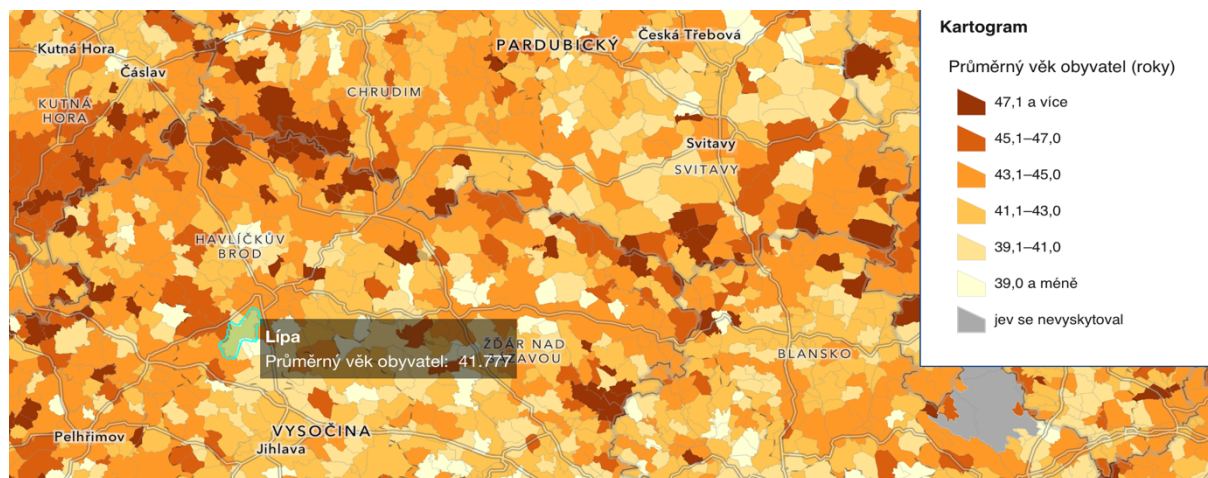 Kutná Hora
Čáslav
KUTNÁ
HORA
CHRUDIM
PARDUBICKÝ
Česká Třebová
Svitavy
SVITAVY
HAVLÍČKŮV
BROD
Lípa
Průměrný věk obyvatel: 41.777
ŽĎÁR NAD
SÁZAVOU
BLANSKO
VYSOČINA
Pelhřimov
Jihlava
Kartogram
Průměrný věk obyvatel (roky)
47,1 a více
45,1–47,0
43,1–45,0
41,1–43,0
39,1–41,0
39,0 a méně
jev se nevyskytoval